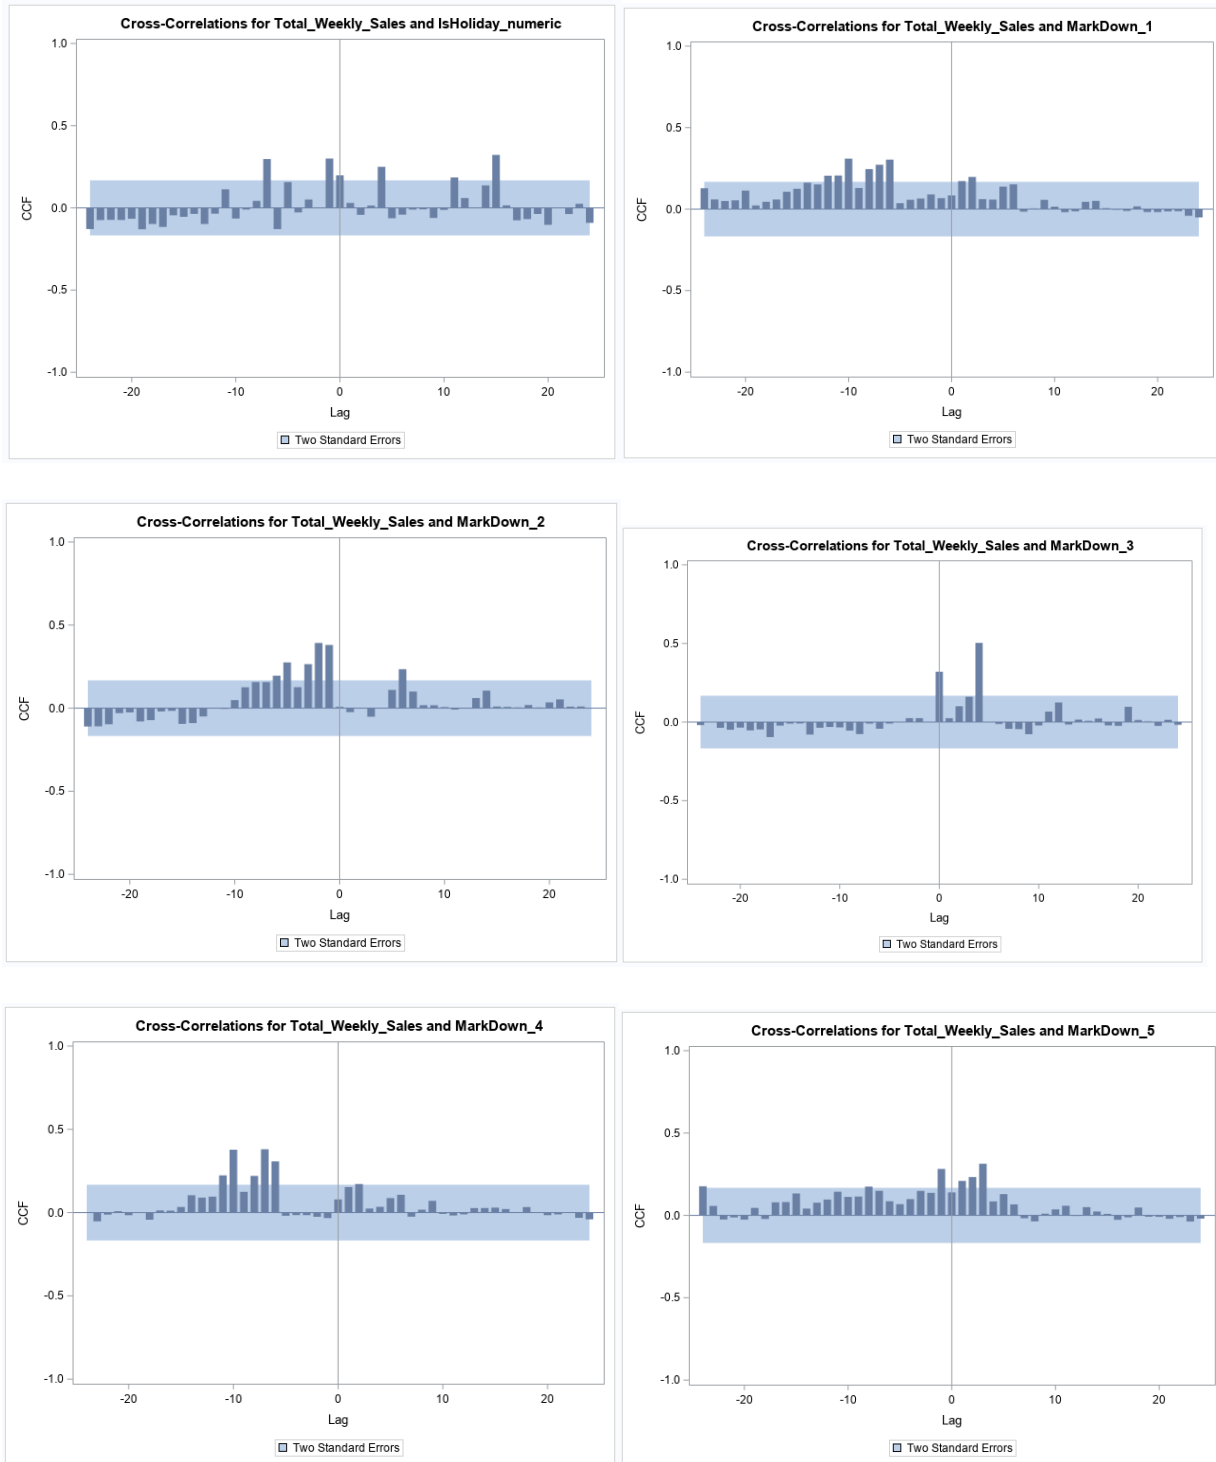 Cross-Correlations for Total_Weekly_Sales and IsHoliday_numeric
1.0
0.5
0.0
-0.5
-1.0
CCF
-20 -10 0 10 20
Lag
Two Standard Errors
Cross-Correlations for Total_Weekly_Sales and MarkDown_1
1.0
0.5
0.0
-0.5
-1.0
CCF
-20 -10 0 10 20
Lag
Two Standard Errors
Cross-Correlations for Total_Weekly_Sales and MarkDown_2
1.0
0.5
0.0
-0.5
-1.0
CCF
-20 -10 0 10 20
Lag
Two Standard Errors
Cross-Correlations for Total_Weekly_Sales and MarkDown_3
1.0
0.5
0.0
-0.5
-1.0
CCF
-20 -10 0 10 20
Lag
Two Standard Errors
Cross-Correlations for Total_Weekly_Sales and MarkDown_4
1.0
0.5
0.0
-0.5
-1.0
CCF
-20 -10 0 10 20
Lag
Two Standard Errors
Cross-Correlations for Total_Weekly_Sales and MarkDown_5
1.0
0.5
0.0
-0.5
-1.0
CCF
-20 -10 0 10 20
Lag
Two Standard Errors